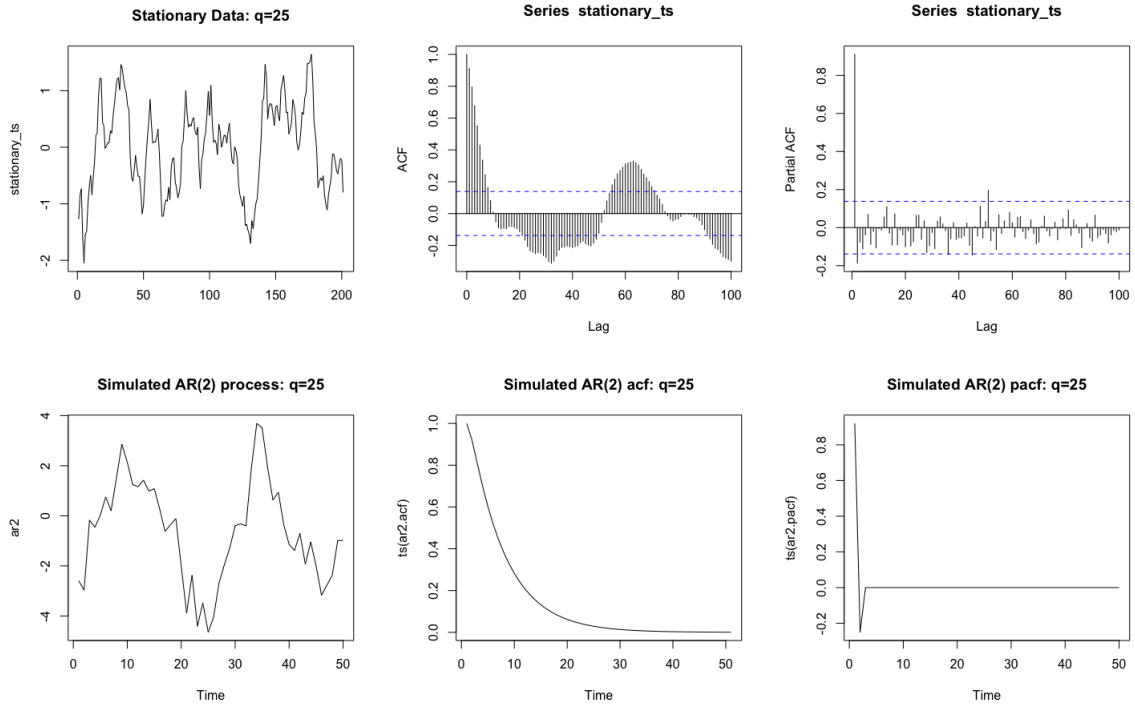 Stationary Data: q=25
stationary_ts
1
0
-1
-2
0 50 100 150 200
Series stationary_ts
ACF
1.0
0.8
0.6
0.4
0.2
0.0
-0.2
0 20 40 60 80 100
Lag
Series stationary_ts
Partial ACF
0.8
0.6
0.4
0.2
0.0
-0.2
0 20 40 60 80 100
Lag
Simulated AR(2) process: q=25
ar2
4
2
0
-2
-4
0 10 20 30 40 50
Time
Simulated AR(2) acf: q=25
ts(ar2.acf)
1.0
0.8
0.6
0.4
0.2
0.0
0 10 20 30 40 50
Time
Simulated AR(2) pacf: q=25
ts(ar2.pacf)
0.8
0.6
0.4
0.2
0.0
-0.2
0 10 20 30 40 50
Time